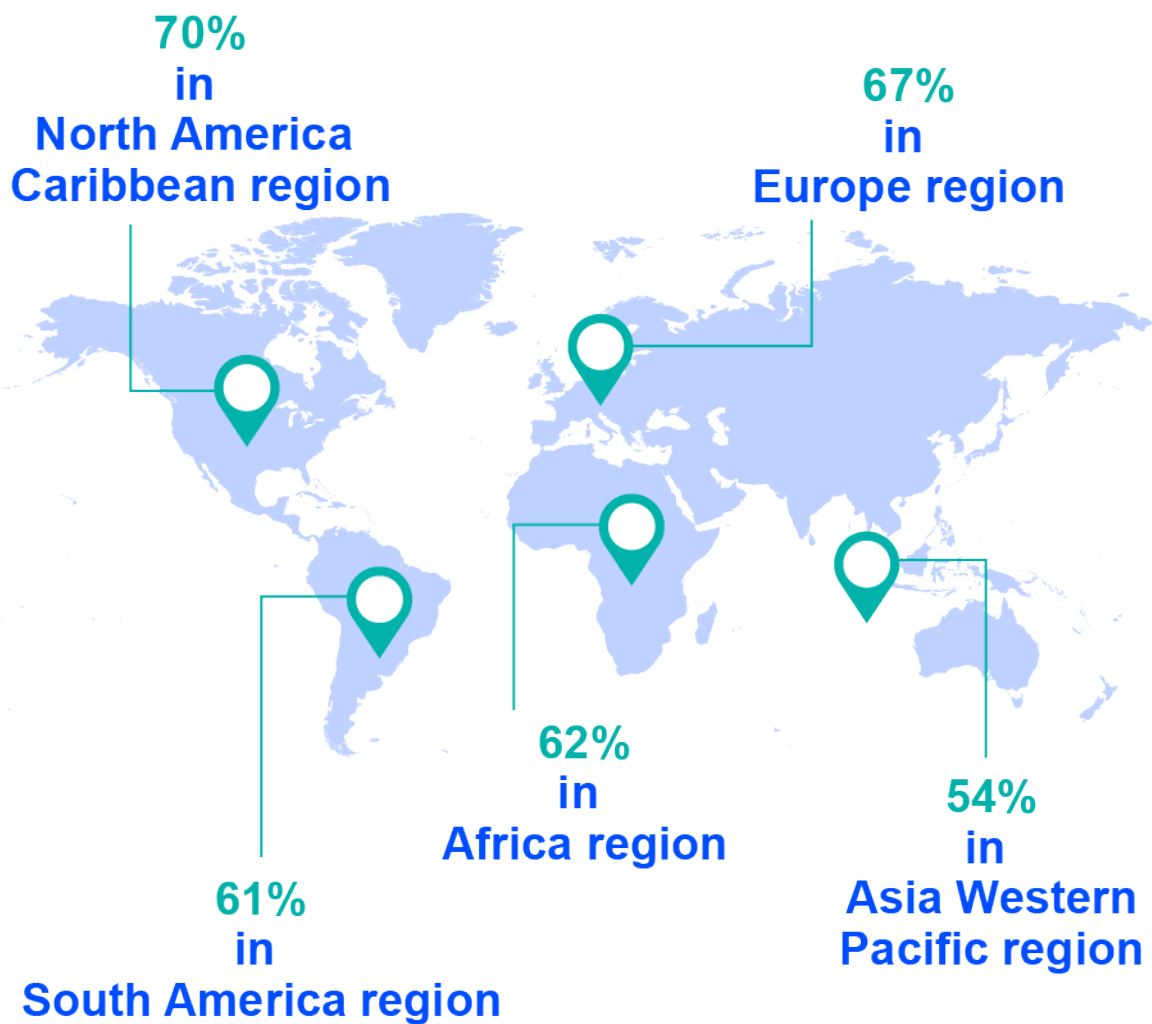 70%
in
North America
Caribbean region
67%
in
Europe region
62%
in
Africa region
54%
in
Asia Western
Pacific region
61%
in
South America region